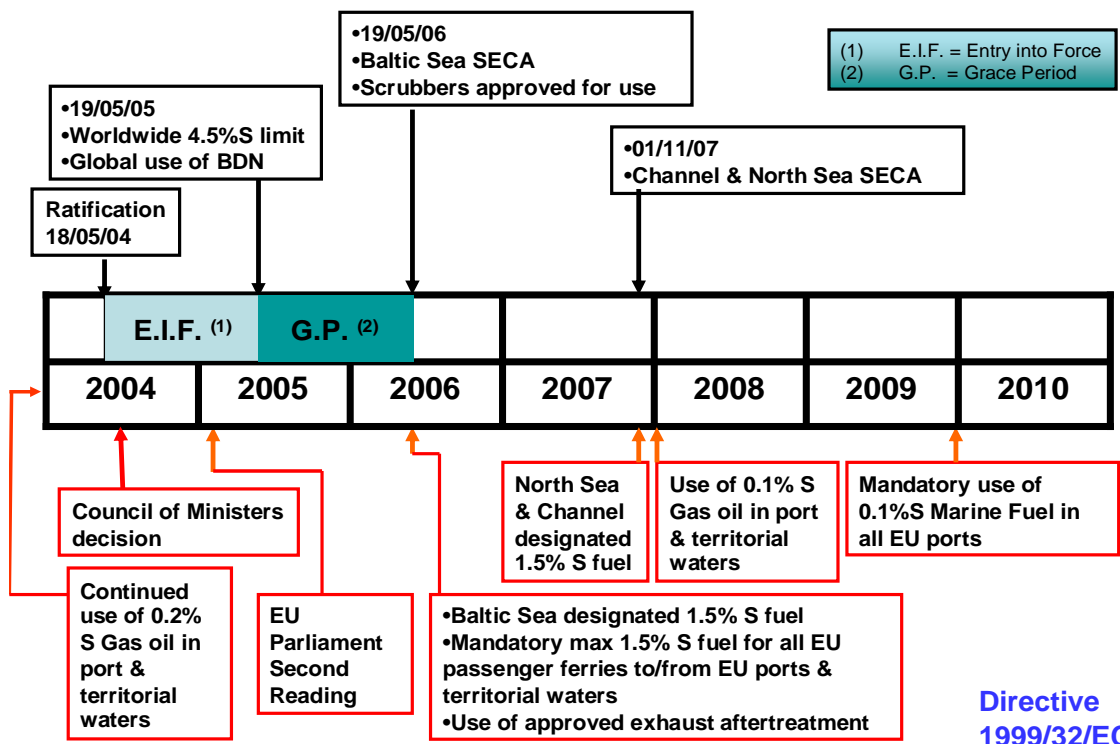 •19/05/06
•Baltic Sea SECA
•Scrubbers approved for use
(1) E.I.F. = Entry into Force
(2) G.P. = Grace Period
•19/05/05
•Worldwide 4.5%S limit
•Global use of BDN
•01/11/07
•Channel & North Sea SECA
Ratification
18/05/04
E.I.F. (1)
G.P. (2)
2004 2005 2006 2007 2008 2009 2010
Council of Ministers
decision
Continued
use of 0.2%
S Gas oil in
port &
territorial
waters
EU
Parliament
Second
Reading
•Baltic Sea designated 1.5% S fuel
•Mandatory max 1.5% S fuel for all EU
passenger ferries to/from EU ports &
territorial waters
•Use of approved exhaust aftertreatment
North Sea
& Channel
designated
1.5% S fuel
Use of 0.1% S
Gas oil in port
& territorial
waters
Mandatory use of
0.1%S Marine Fuel in
all EU ports
Directive
1999/32/EC